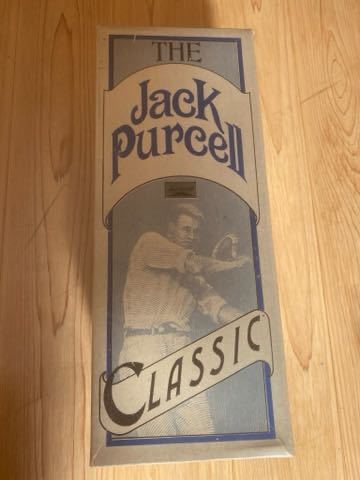 THE
Jack
Purcell
CLASSIC